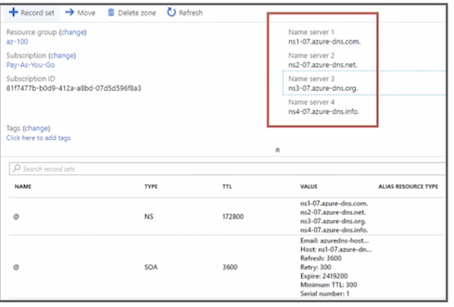 + Record set → Move Delete zone Refresh
Resource group (change)
az-100
Subscription (change)
Pay-As-You-Go
Subscription ID
81f7477b-b0d9-412a-a8bd-07d5d596f8a3
Tags (change)
Click here to add tags
Name server 1
ns1-07.azure-dns.com.
Name server 2
ns2-07.azure-dns.net.
Name server 3
ns3-07.azure-dns.org.
Name server 4
ns4-07.azure-dns.info.
Search record sets
NAME TYPE TTL VALUE ALIAS RESOURCE TYPE
@ NS 172800
ns1-07.azure-dns.com.
ns2-07.azure-dns.net.
ns3-07.azure-dns.org.
ns4-07.azure-dns.info.
@ SOA 3600
Email: azuredns-host...
Host: ns1-07.azure-dn...
Refresh: 3600
Retry: 300
Expire: 2419200
Minimum TTL: 300
Serial number: 1